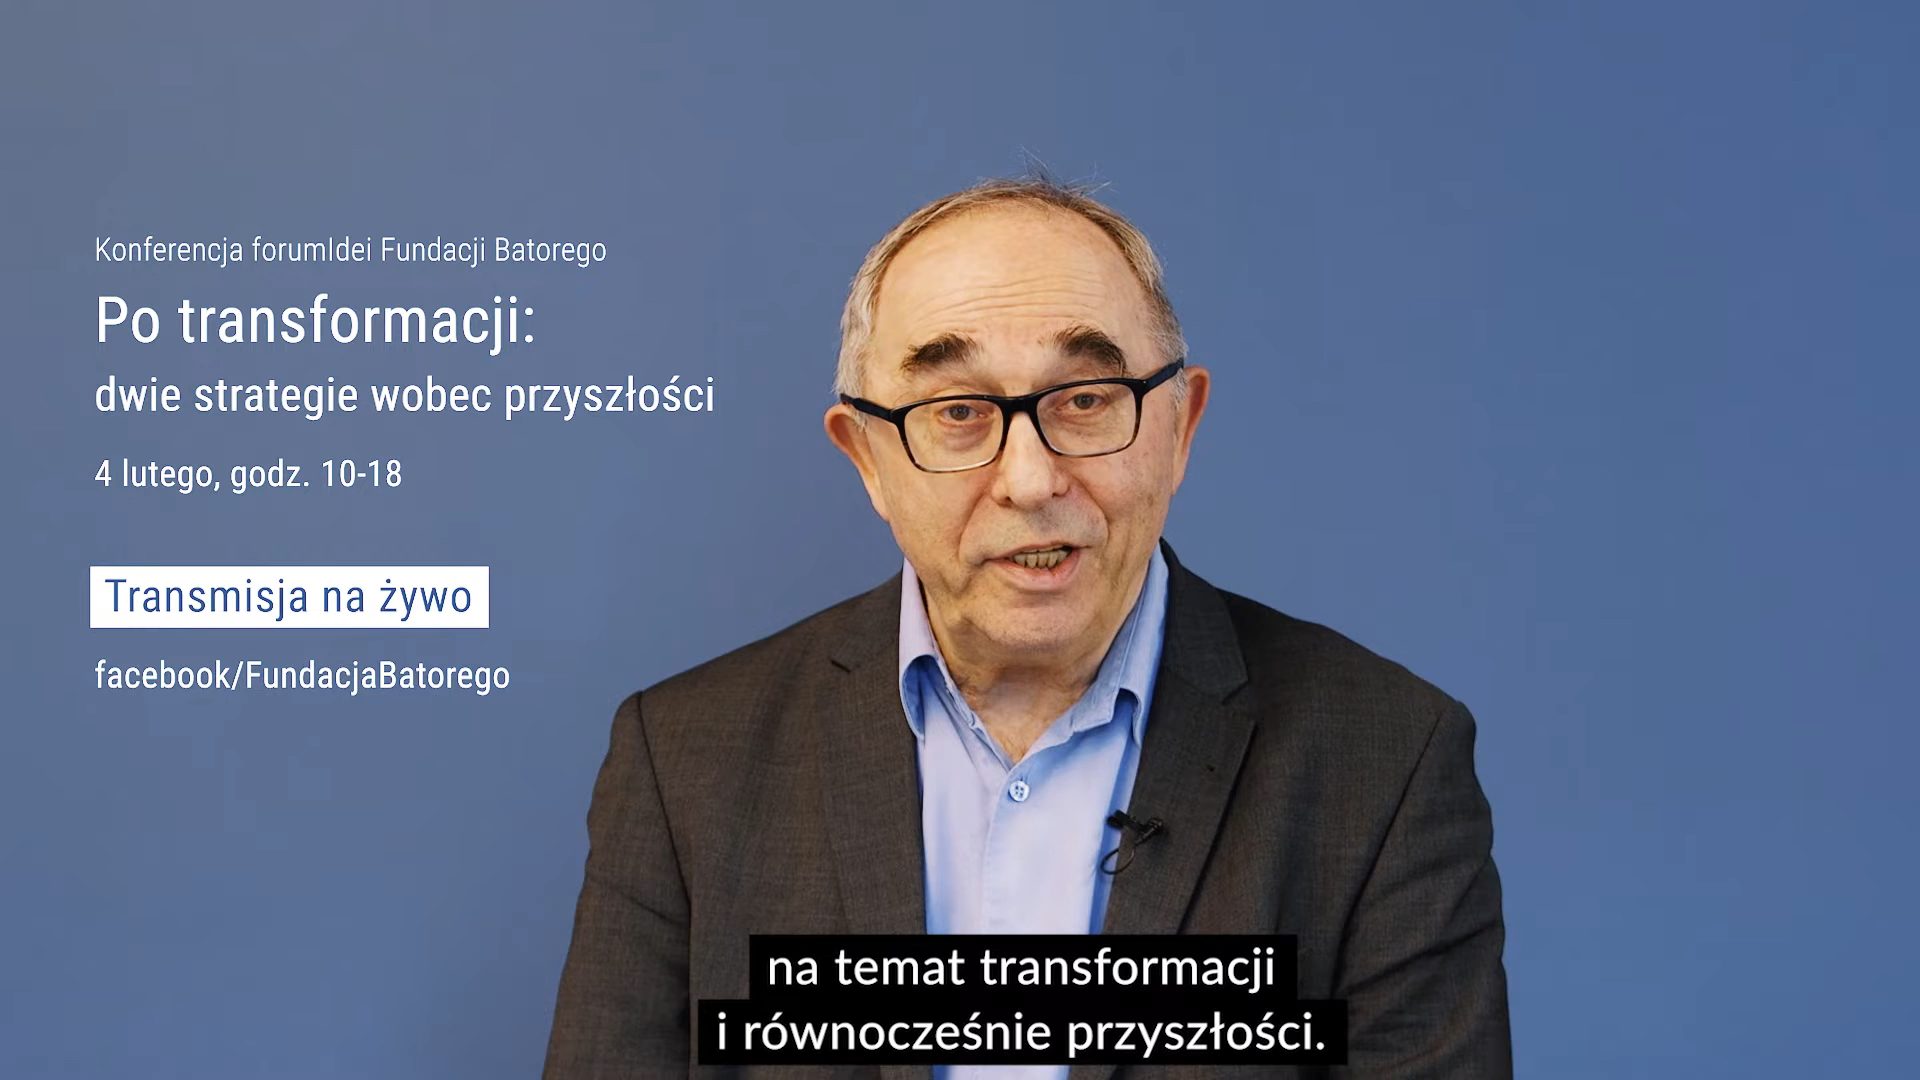 Konferencja forumIdei Fundacji Batorego
Po transformacji:
dwie strategie wobec przyszłości
4 lutego, godz. 10-18
Transmisja na żywo
facebook/FundacjaBatorego
na temat transformacji
i równocześnie przyszłości.